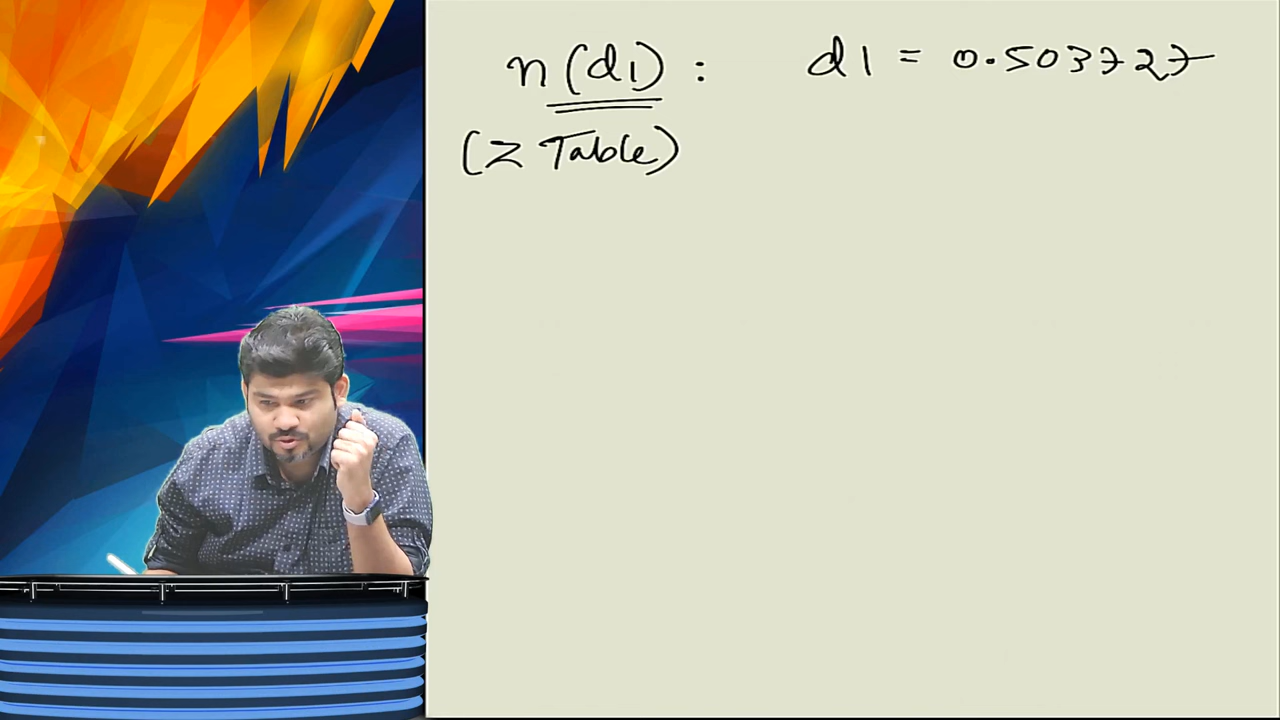 n(d1) : d1 = 0.503727
(Z Table)